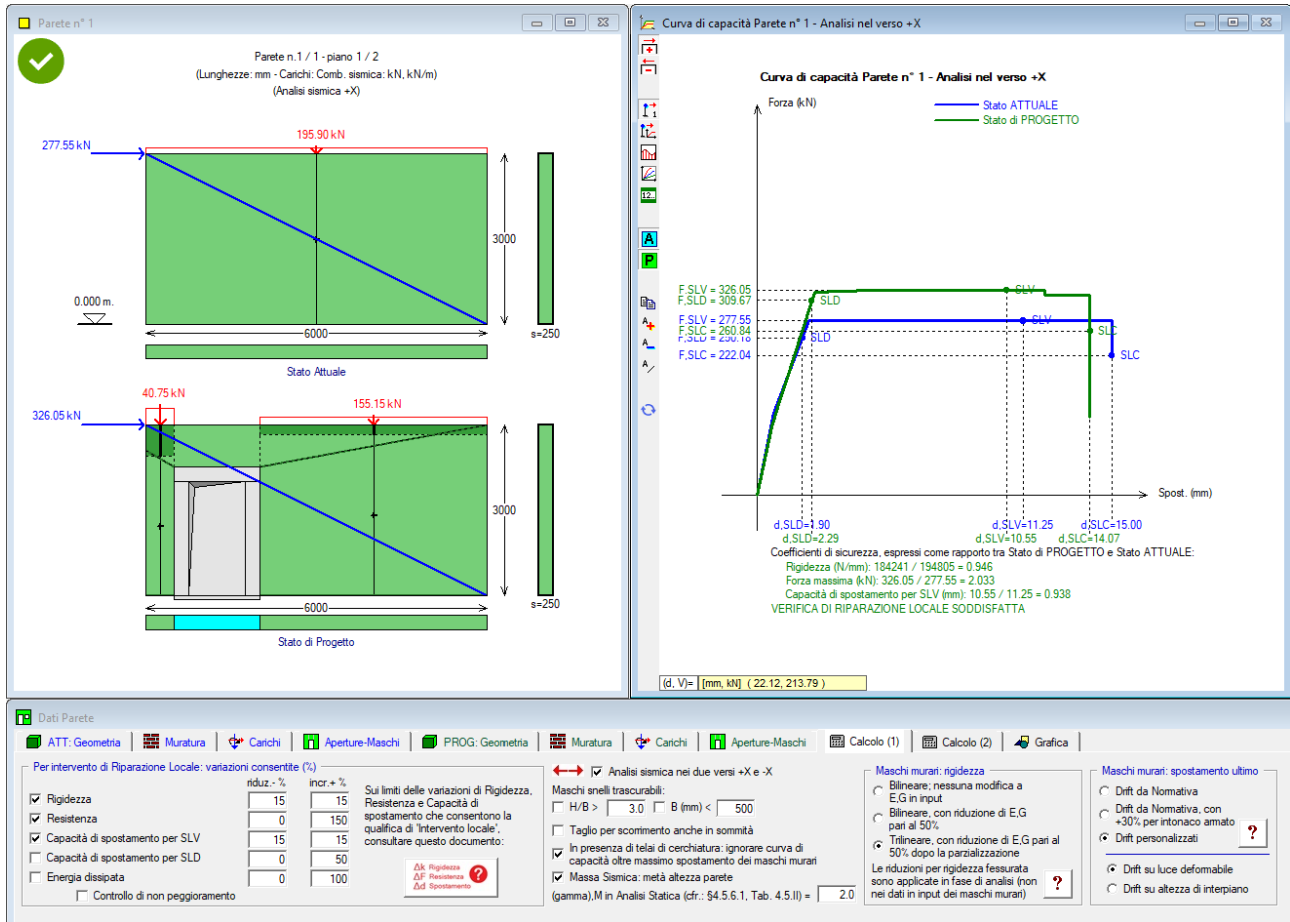 Parete n° 1
Parete n.1 / 1 - piano 1 / 2
(Lunghezze: mm - Carichi: Comb. sismica: kN, kN/m)
(Analisi sismica +X)
195.90 kN
277.55 kN
3000
0.000 m.
6000
s=250
Stato Attuale
40.75 kN
155.15 kN
326.05 kN
3000
6000
s=250
Stato di Progetto
Curva di capacità Parete n° 1 - Analisi nel verso +X
Curva di capacità Parete n° 1 - Analisi nel verso +X
Forza (kN)
Stato ATTUALE
Stato di PROGETTO
1
12..
A
P
A
A
A
F,SLV = 326.05
SLV
F,SLD = 309.67
SLD
F,SLV = 277.55
SLV
F,SLC = 260.84
SLC
SLD
F,SLC = 222.04
SLC
Spost. (mm)
d,SLD=1.90
d,SLV=11.25
d,SLC=15.00
d,SLD=2.29
d,SLV=10.55
d,SLC=14.07
Coefficienti di sicurezza, espressi come rapporto tra Stato di PROGETTO e Stato ATTUALE:
Rigidezza (N/mm): 184241 / 194805 = 0.946
Forza massima (kN): 326.05 / 277.55 = 2.033
Capacità di spostamento per SLV (mm): 10.55 / 11.25 = 0.938
VERIFICA DI RIPARAZIONE LOCALE SODDISFATTA
(d, V)= [mm, kN] ( 22.12, 213.79 )
Dati Parete
ATT: Geometria
Muratura
Carichi
Aperture-Maschi
PROG: Geometria
Muratura
Carichi
Aperture-Maschi
Calcolo (1)
Calcolo (2)
Grafica
Per intervento di Riparazione Locale: variazioni consentite (%)
riduz.- % incr.+ %
Rigidezza 15 15
Resistenza 0 150
Capacità di spostamento per SLV 15 15
Capacità di spostamento per SLD 0 50
Energia dissipata 0 100
Controllo di non peggioramento
Sui limiti delle variazioni di Rigidezza,
Resistenza e Capacità di
spostamento che consentono la
qualifica di 'Intervento locale',
consultare questo documento:
Δk Rigidezza
ΔF Resistenza
Δd Spostamento
?
Analisi sismica nei due versi +X e -X
Maschi snelli trascurabili:
H/B > 3.0 B (mm) < 500
Taglio per scorrimento anche in sommità
In presenza di telai di cerchiatura: ignorare curva di
capacità oltre massimo spostamento dei maschi murari
Massa Sismica: metà altezza parete
(gamma),M in Analisi Statica (cfr.: §4.5.6.1, Tab. 4.5.II) = 2.0
Maschi murari: rigidezza
Bilineare; nessuna modifica a
E,G in input
Bilineare, con riduzione di E,G
pari al 50%
Trilineare, con riduzione di E,G pari al
50% dopo la parzializzazione
Le riduzioni per rigidezza fessurata
sono applicate in fase di analisi (non
nei dati in input dei maschi murari)
?
Maschi murari: spostamento ultimo
Drift da Normativa
Drift da Normativa, con
+30% per intonaco armato
Drift personalizzati
?
Drift su luce deformabile
Drift su altezza di interpiano